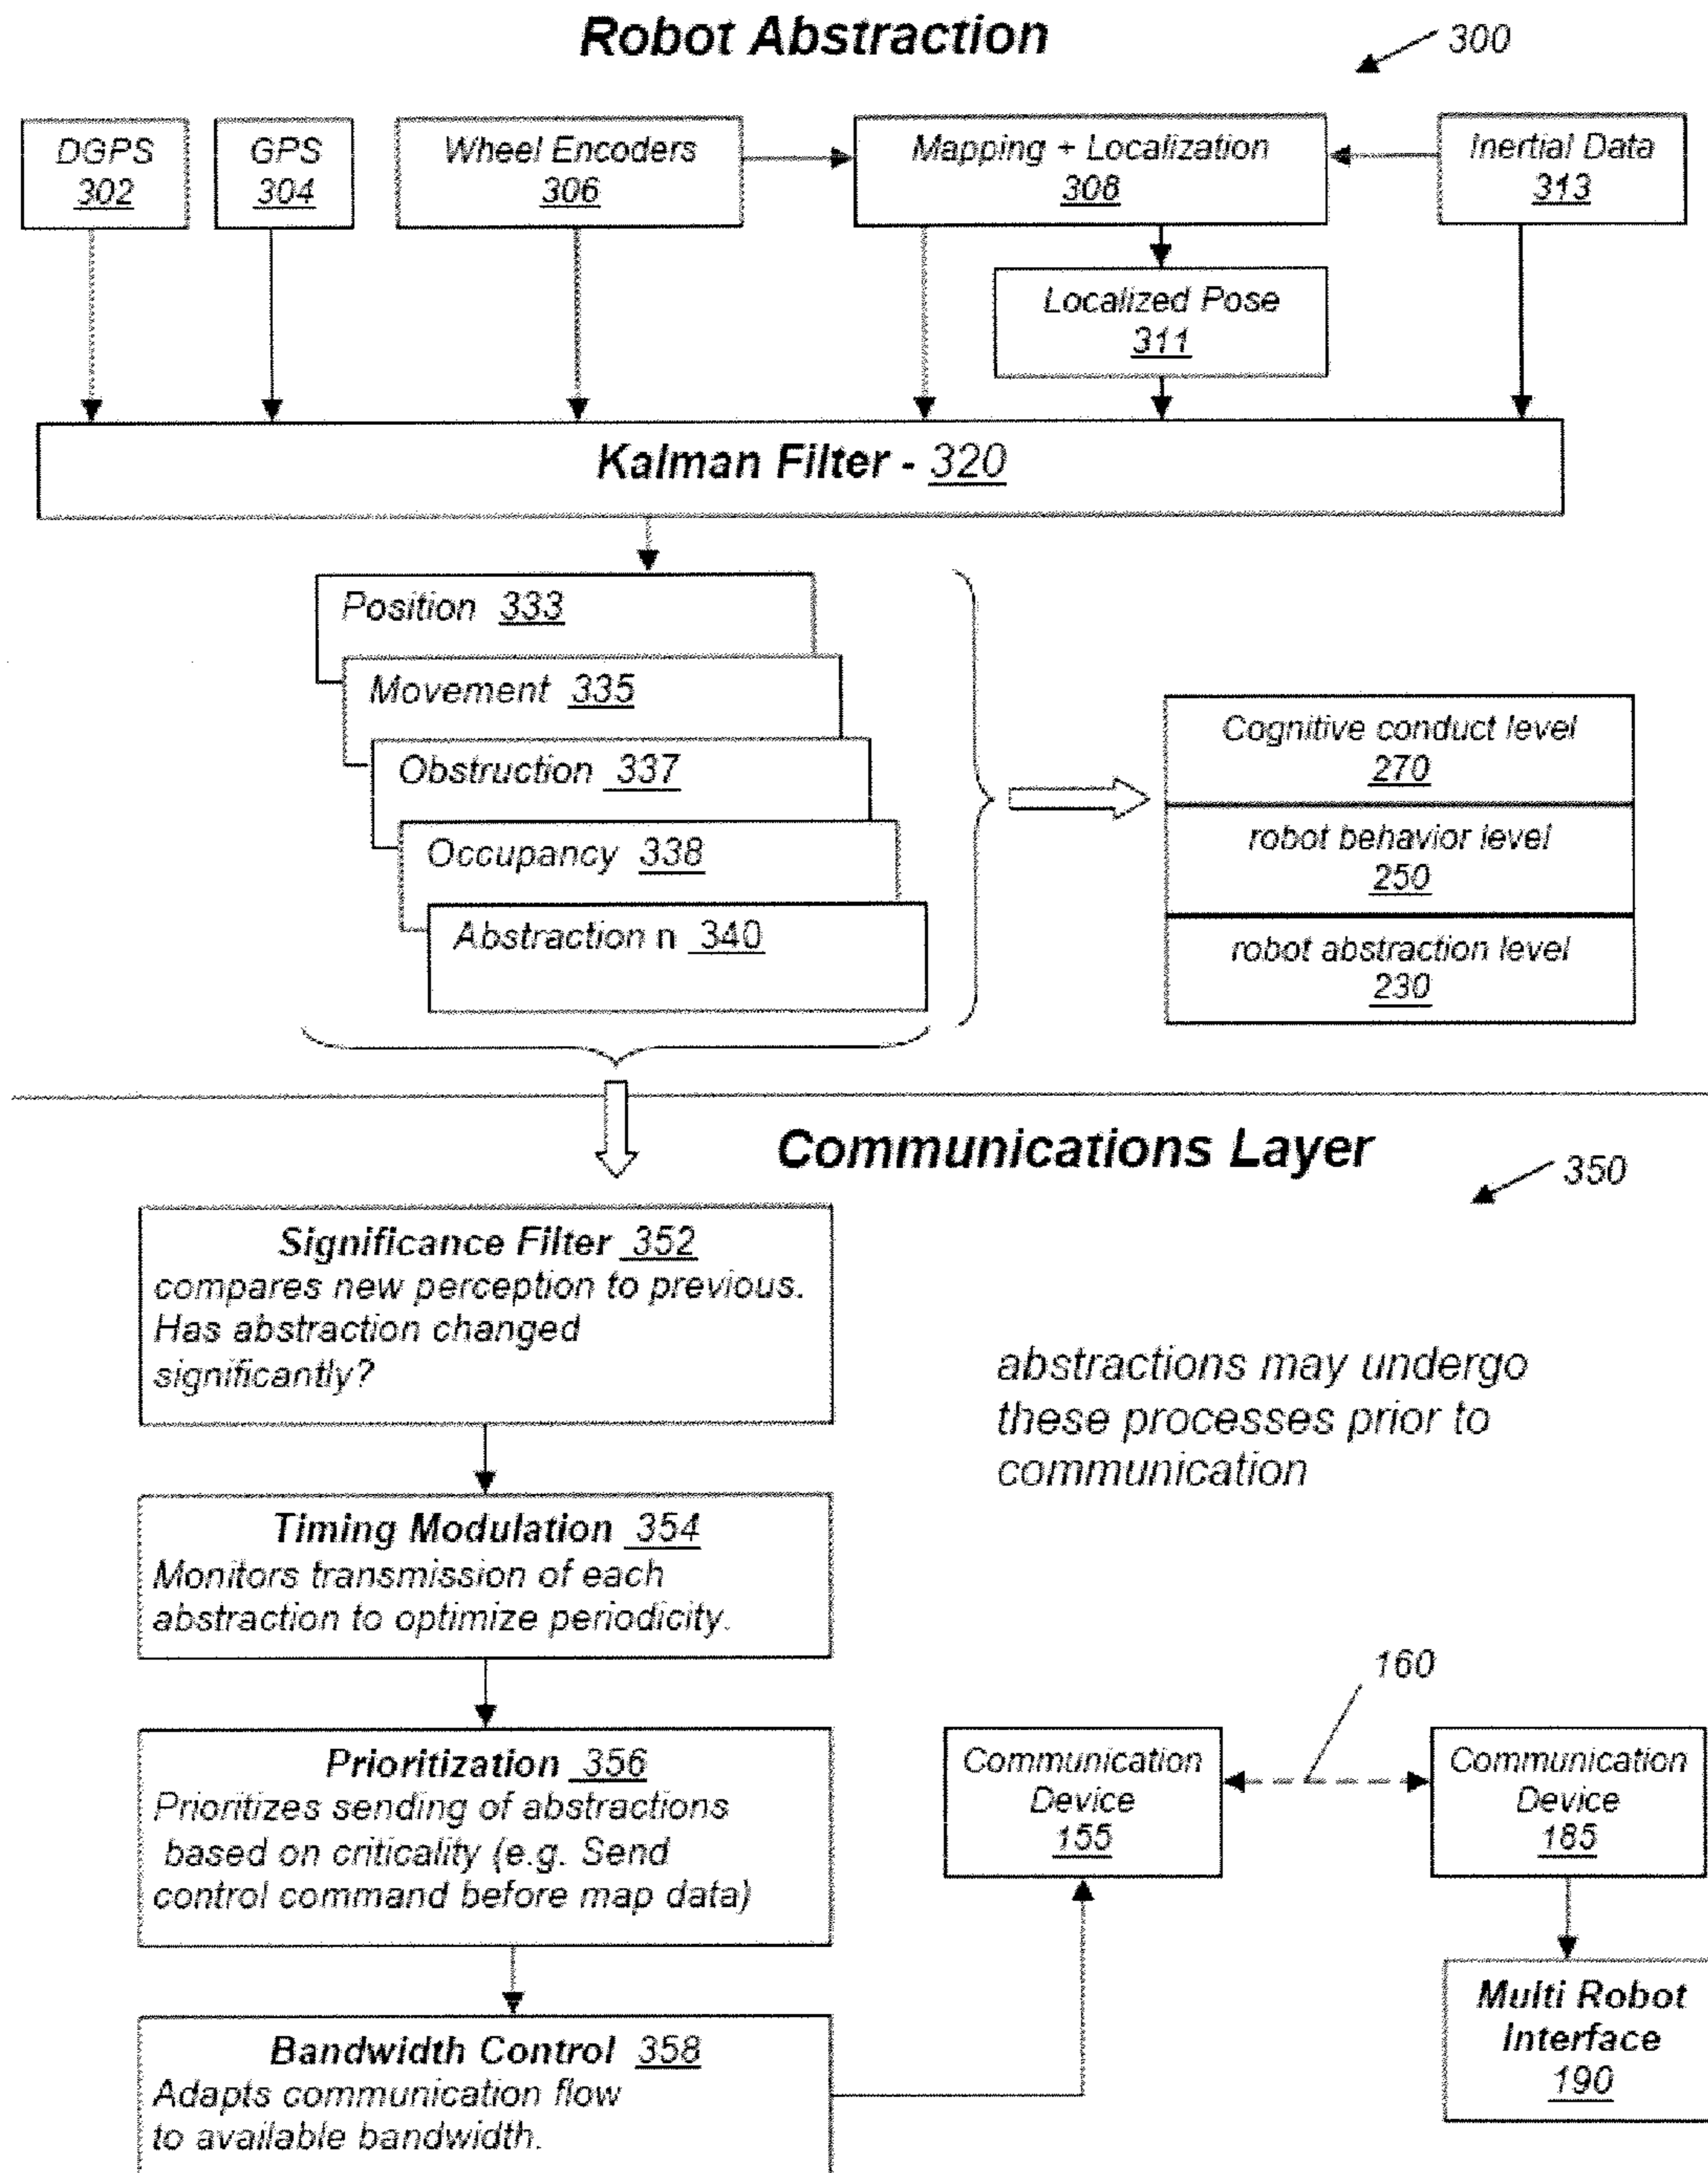 Robot Abstraction
300
DGPS
302
GPS
304
Wheel Encoders
306
Mapping + Localization
308
Inertial Data
313
Localized Pose
311
Kalman Filter - 320
Position 333
Movement 335
Obstruction 337
Occupancy 338
Abstraction n 340
Cognitive conduct level
270
robot behavior level
250
robot abstraction level
230
Communications Layer
350
Significance Filter 352
compares new perception to previous.
Has abstraction changed
significantly?
abstractions may undergo
these processes prior to
communication
Timing Modulation 354
Monitors transmission of each
abstraction to optimize periodicity.
160
Prioritization 356
Prioritizes sending of abstractions
based on criticality (e.g. Send
control command before map data)
Communication
Device
155
Communication
Device
185
Bandwidth Control 358
Adapts communication flow
to available bandwidth.
Multi Robot
Interface
190